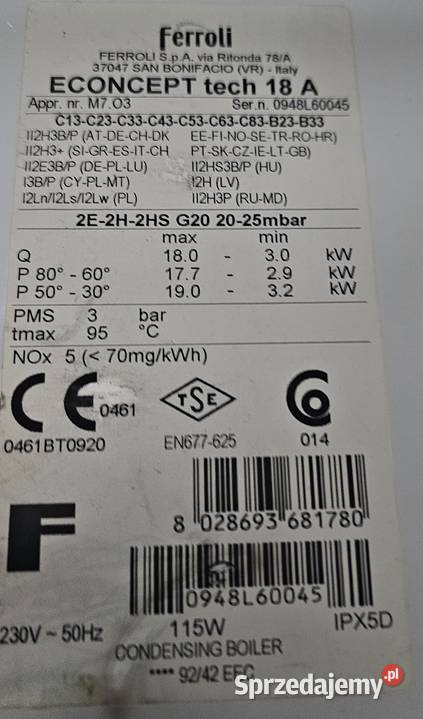 Ferroli
FERROLI S.p.A. via Ritonda 78/A
37047 SAN BONIFACIO (VR) - Italy
ECONCEPT tech 18 A
Appr. nr. M7.O3 Ser.n. 0948L60045
C13-C23-C33-C43-C53-C63-C83-B23-B33
II2H3B/P (AT-DE-CH-DK EE-FI-NO-SE-TR-RO-HR)
II2H3+ (SI-GR-ES-IT-CH PT-SK-CZ-IE-LT-GB)
II2E3B/P (DE-PL-LU) II2HS3B/P (HU)
I3B/P (CY-PL-MT) I2H (LV)
I2Ln/I2Ls/I2Lw (PL) II2H3P (RU-MD)
2E-2H-2HS G20 20-25mbar
max min
Q 18.0 - 3.0 kW
P 80° - 60° 17.7 - 2.9 kW
P 50° - 30° 19.0 - 3.2 kW
PMS 3 bar
tmax 95 °C
NOx 5 (< 70mg/kWh)
CE 0461 TSE
0461BT0920 EN677-625 014
8 028693 681780
F
0948L60045
230V ~ 50Hz 115W IPX5D
CONDENSING BOILER
**** 92/42 EEC
Sprzedajemy.pl